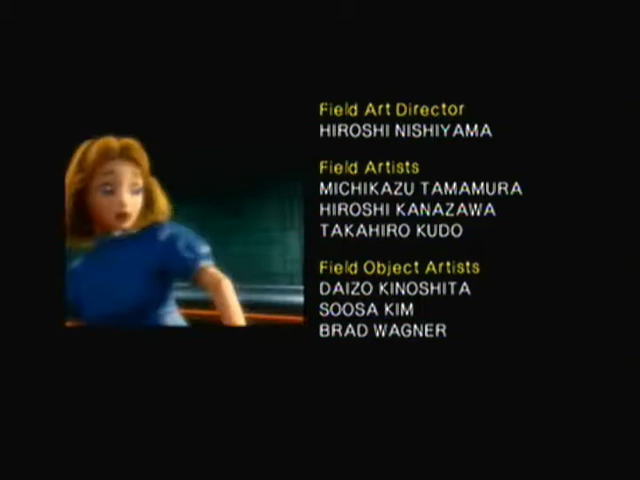 Field Art Director
HIROSHI NISHIYAMA
Field Artists
MICHIKAZU TAMAMURA
HIROSHI KANAZAWA
TAKAHIRO KUDO
Field Object Artists
DAIZO KINOSHITA
SOOSA KIM
BRAD WAGNER